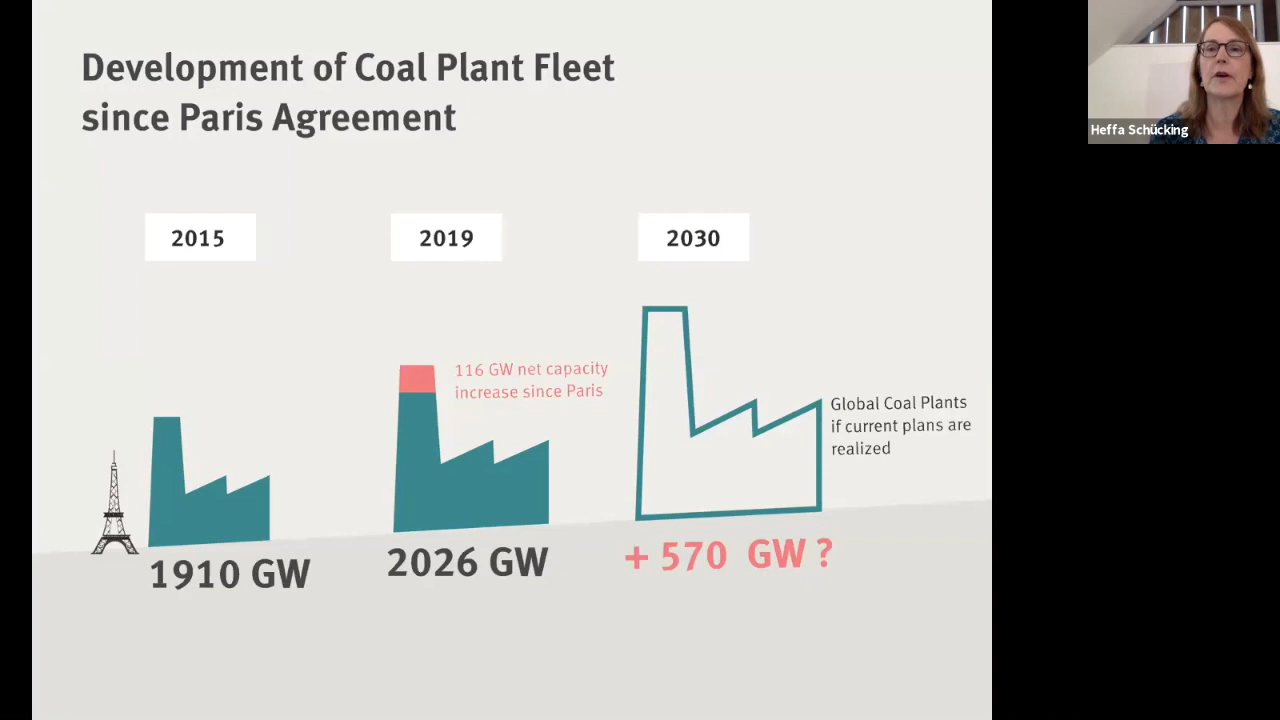 Development of Coal Plant Fleet
since Paris Agreement
Heffa Schücking
2015
2019
2030
116 GW net capacity
increase since Paris
Global Coal Plants
if current plans are
realized
1910 GW
2026 GW
+ 570 GW ?